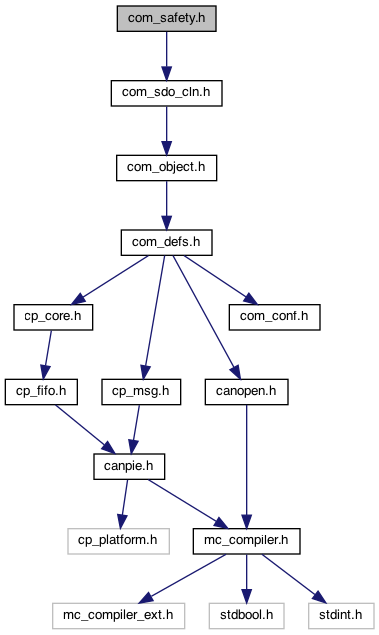 com_safety.h
com_sdo_cln.h
com_object.h
com_defs.h
cp_core.h
com_conf.h
cp_fifo.h
cp_msg.h
canopen.h
canpie.h
cp_platform.h
mc_compiler.h
mc_compiler_ext.h
stdbool.h
stdint.h